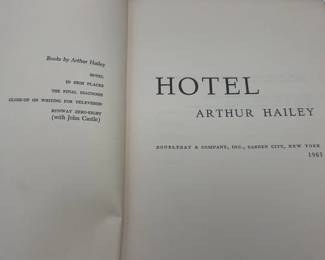 Books by Arthur Hailey
HOTEL
IN HIGH PLACES
THE FINAL DIAGNOSIS
CLOSE-UP ON WRITING FOR TELEVISION
RUNWAY ZERO-EIGHT
(with John Castle)
HOTEL
ARTHUR HAILEY
DOUBLEDAY & COMPANY, INC., GARDEN CITY, NEW YORK
1965